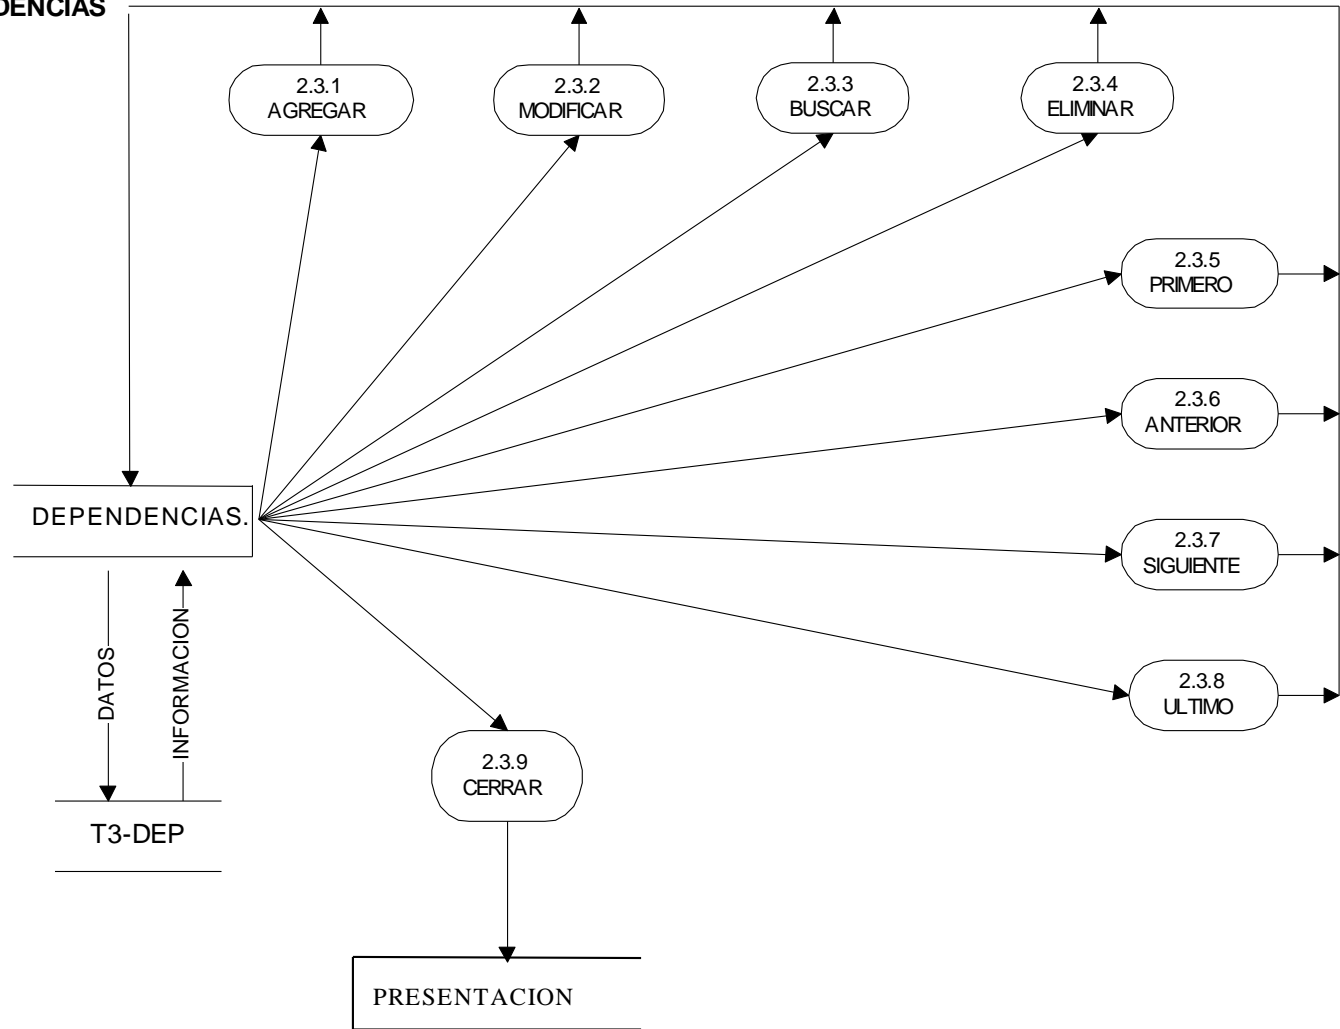 DENCIAS
2.3.1
AGREGAR
2.3.2
MODIFICAR
2.3.3
BUSCAR
2.3.4
ELIMINAR
2.3.5
PRIMERO
2.3.6
ANTERIOR
DEPENDENCIAS.
2.3.7
SIGUIENTE
DATOS
INFORMACION
2.3.8
ULTIMO
2.3.9
CERRAR
T3-DEP
PRESENTACION